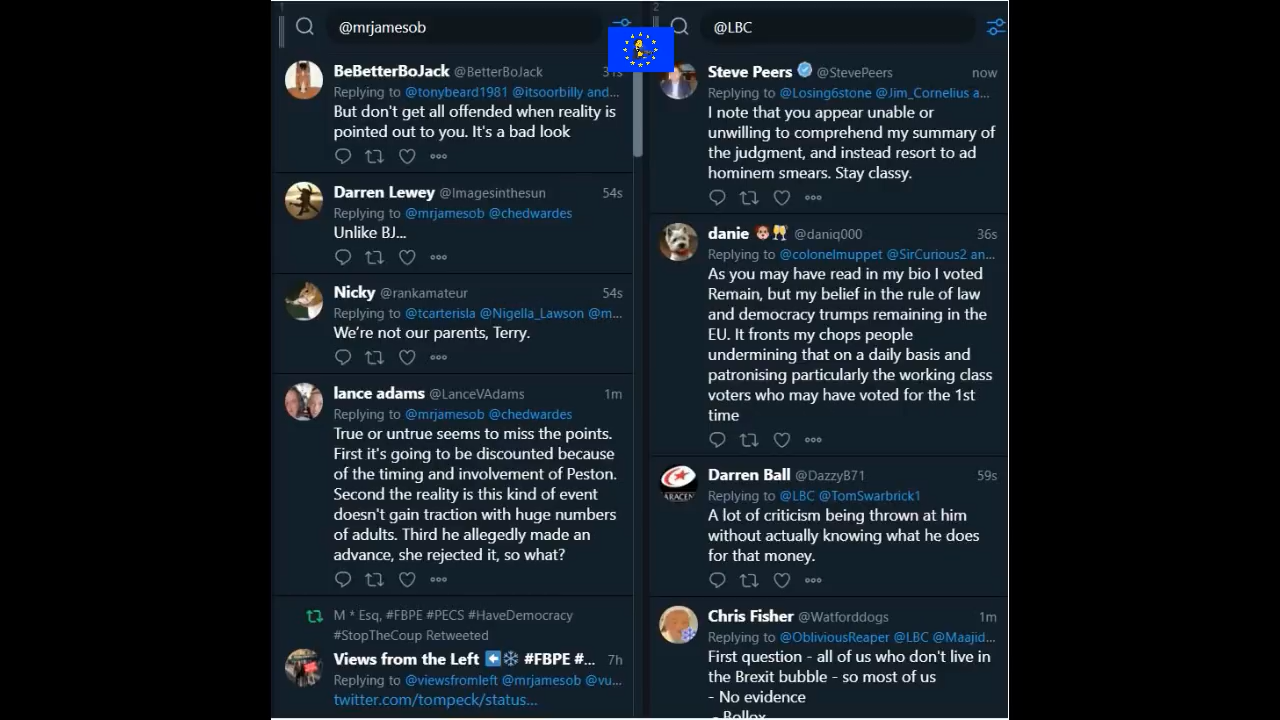 1
@mrjamesob
BeBetterBoJack @BetterBoJack 31s
Replying to @tonybeard1981 @itsoorbilly and...
But don't get all offended when reality is
pointed out to you. It's a bad look
Darren Lewey @Imagesinthesun 54s
Replying to @mrjamesob @chedwardes
Unlike BJ...
Nicky @rankamateur 54s
Replying to @tcarterisla @Nigella_Lawson @m...
We're not our parents, Terry.
lance adams @LanceVAdams 1m
Replying to @mrjamesob @chedwardes
True or untrue seems to miss the points.
First it's going to be discounted because
of the timing and involvement of Peston.
Second the reality is this kind of event
doesn't gain traction with huge numbers
of adults. Third he allegedly made an
advance, she rejected it, so what?
M * Esq, #FBPE #PECS #HaveDemocracy
#StopTheCoup Retweeted
Views from the Left #FBPE #... 7h
Replying to @viewsfromleft @mrjamesob @vu...
twitter.com/tompeck/status...
2
@LBC
Steve Peers @StevePeers now
Replying to @Losing6stone @Jim_Cornelius a...
I note that you appear unable or
unwilling to comprehend my summary of
the judgment, and instead resort to ad
hominem smears. Stay classy.
danie @daniq000 36s
Replying to @colonelmuppet @SirCurious2 an...
As you may have read in my bio I voted
Remain, but my belief in the rule of law
and democracy trumps remaining in the
EU. It fronts my chops people
undermining that on a daily basis and
patronising particularly the working class
voters who may have voted for the 1st
time
Darren Ball @DazzyB71 59s
Replying to @LBC @TomSwarbrick1
A lot of criticism being thrown at him
without actually knowing what he does
for that money.
Chris Fisher @Watforddogs 1m
Replying to @ObliviousReaper @LBC @Maajid...
First question - all of us who don't live in
the Brexit bubble - so most of us
- No evidence
- Bollox